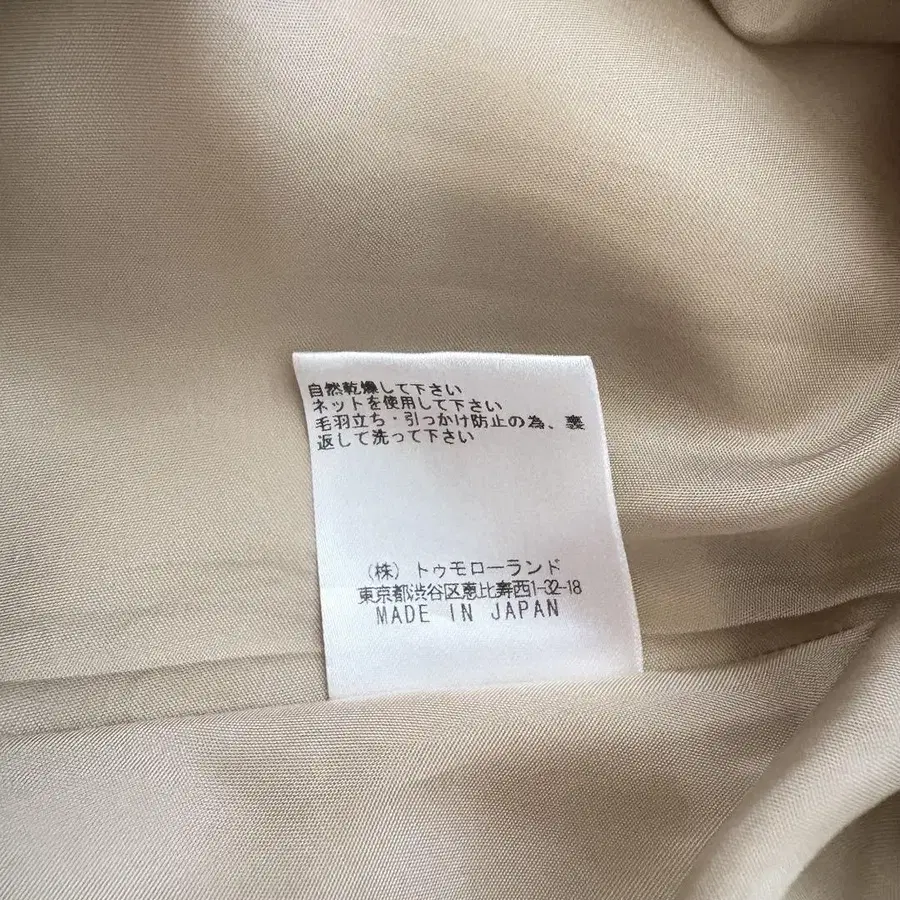 自然乾燥して下さい
ネットを使用して下さい
毛羽立ち・引っかけ防止の為、裏
返して洗って下さい
(株) トゥモローランド
東京都渋谷区恵比寿西1-32-18
MADE IN JAPAN